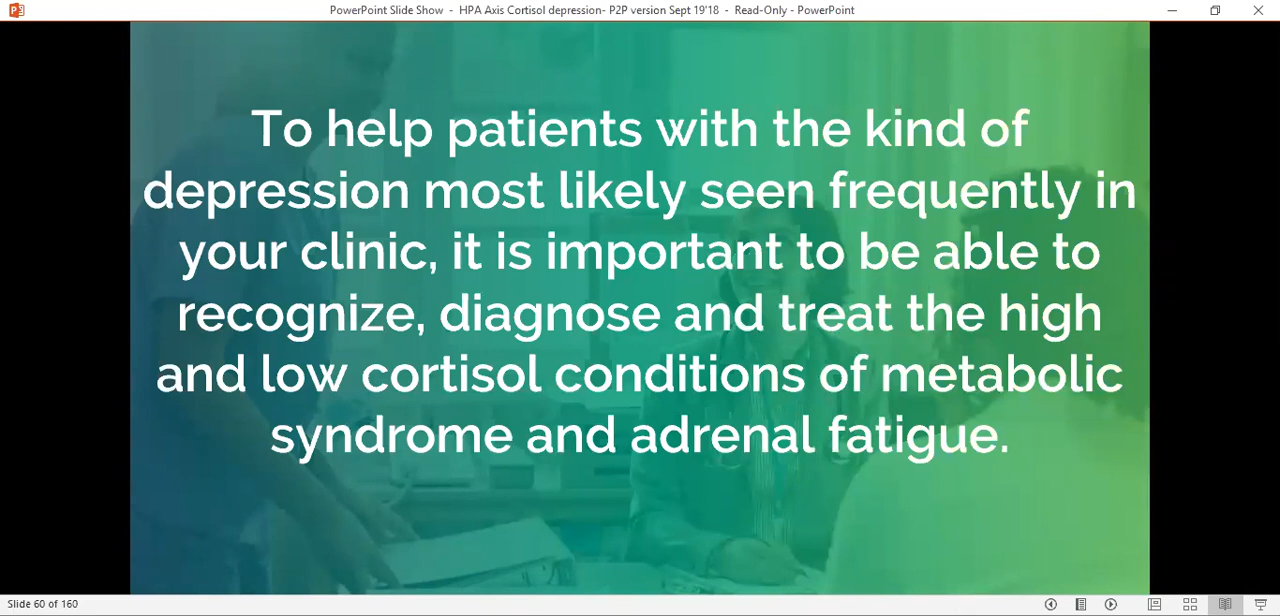 PowerPoint Slide Show - HPA Axis Cortisol depression- P2P version Sept 19'18 - Read-Only - PowerPoint
To help patients with the kind of
depression most likely seen frequently in
your clinic, it is important to be able to
recognize, diagnose and treat the high
and low cortisol conditions of metabolic
syndrome and adrenal fatigue.
Slide 60 of 160